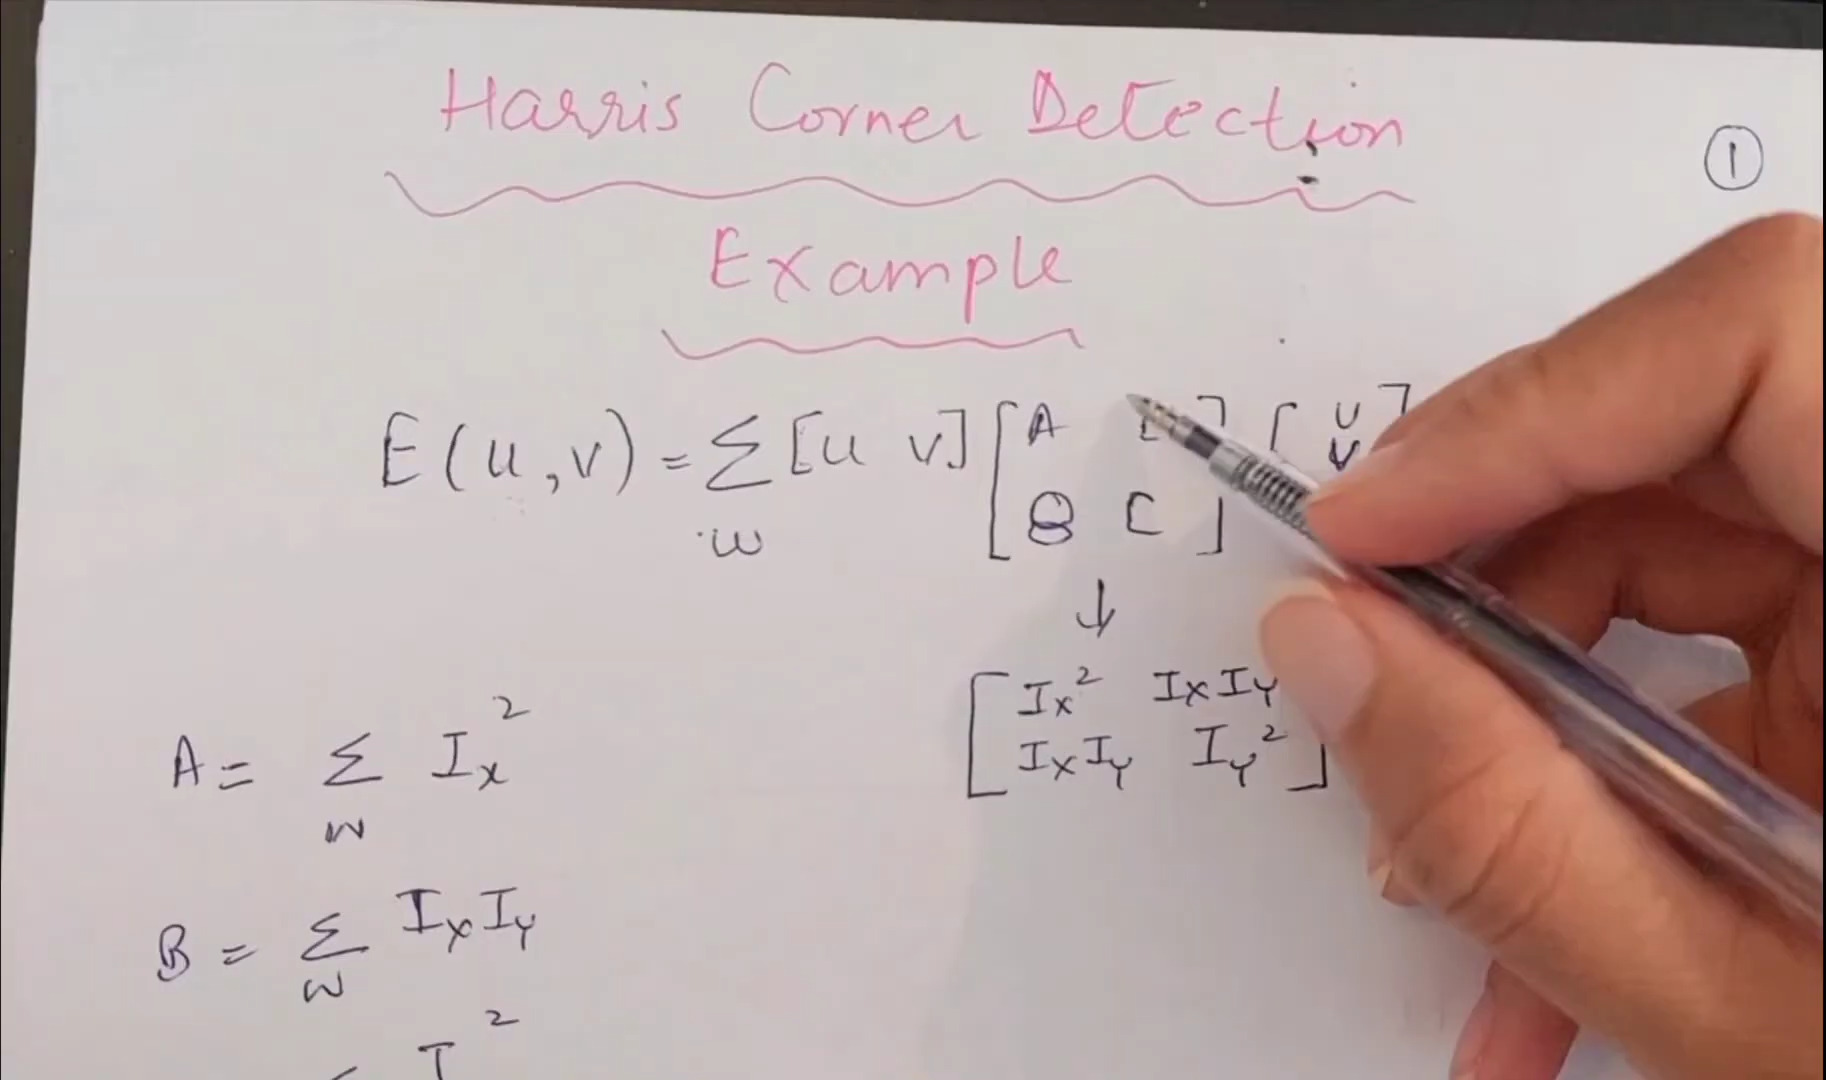 Harris Corner Detection
①
Example
E(u,v) = Σ [u v] [A
B C] [u v]
w
↓
[Ix² IxIy
IxIy Iy²]
A = Σ Ix²
w
B = Σ IxIy
w